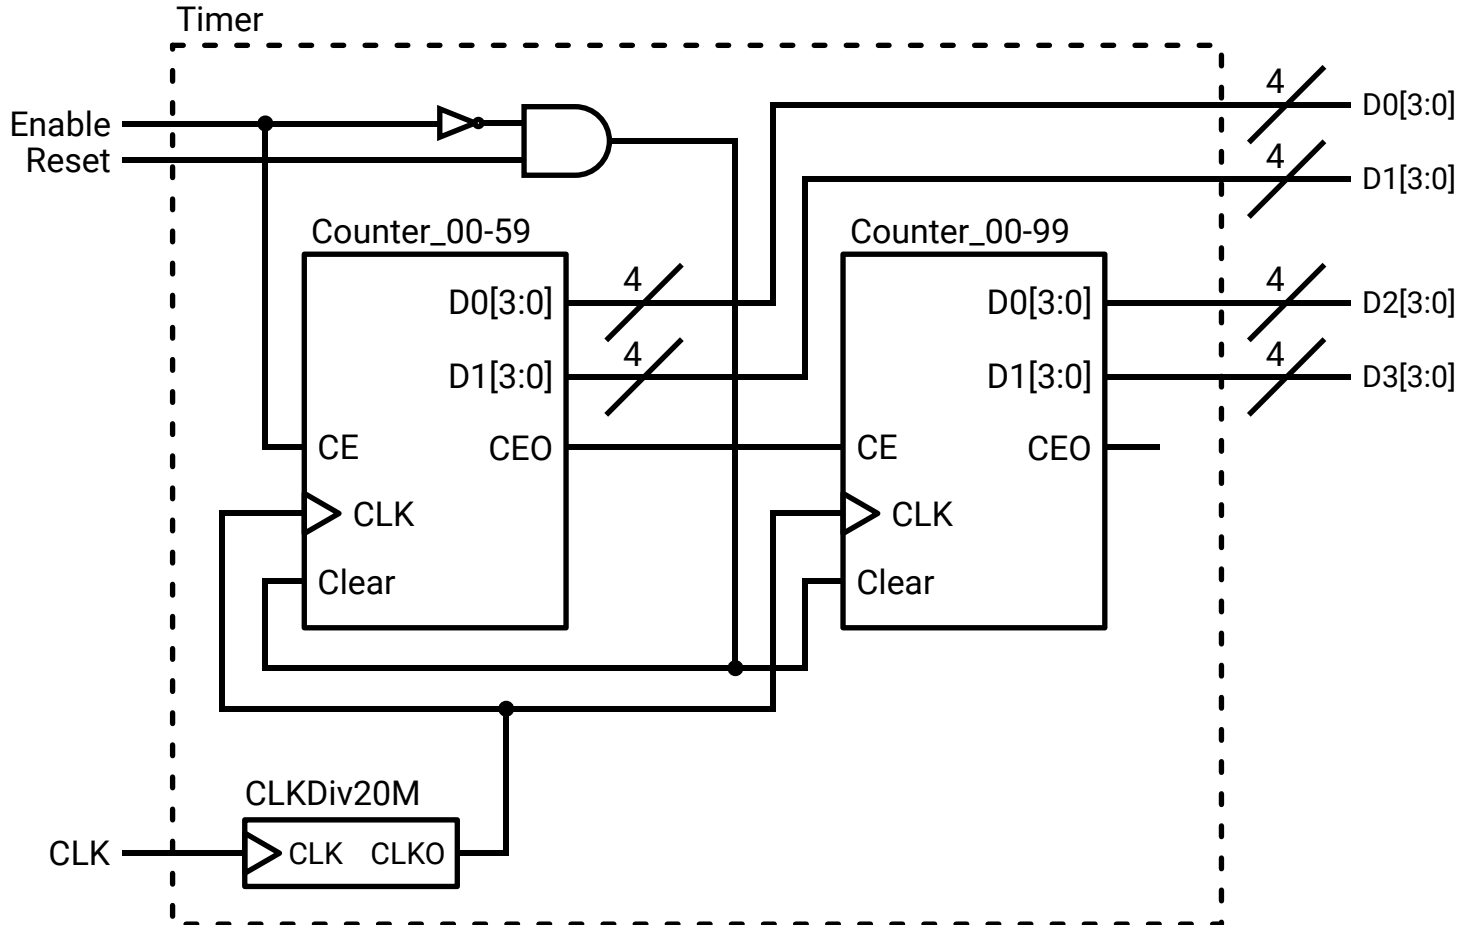 Timer
Enable
Reset
4
D0[3:0]
4
D1[3:0]
Counter_00-59
Counter_00-99
D0[3:0]
4
D0[3:0]
4
D2[3:0]
D1[3:0]
4
D1[3:0]
4
D3[3:0]
CE
CEO
CE
CEO
CLK
CLK
Clear
Clear
CLKDiv20M
CLK
CLK
CLKO